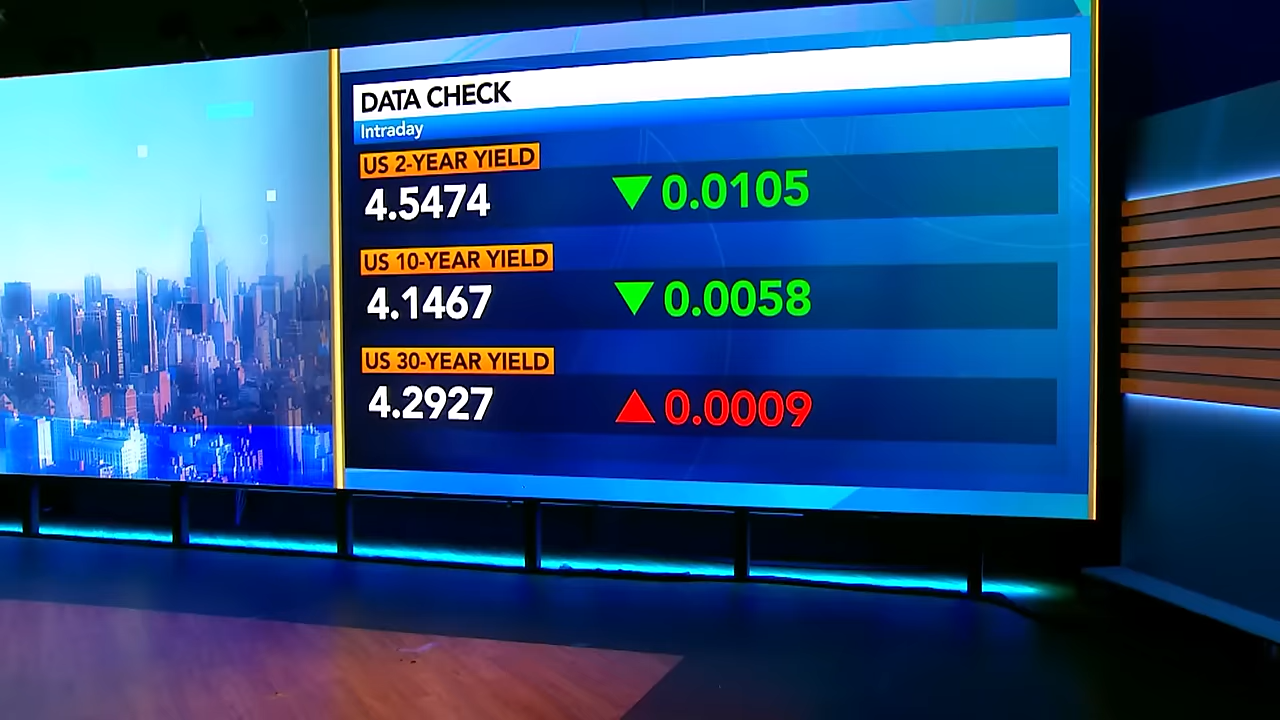 DATA CHECK
Intraday
US 2-YEAR YIELD
4.5474 ▼ 0.0105
US 10-YEAR YIELD
4.1467 ▼ 0.0058
US 30-YEAR YIELD
4.2927 ▲ 0.0009